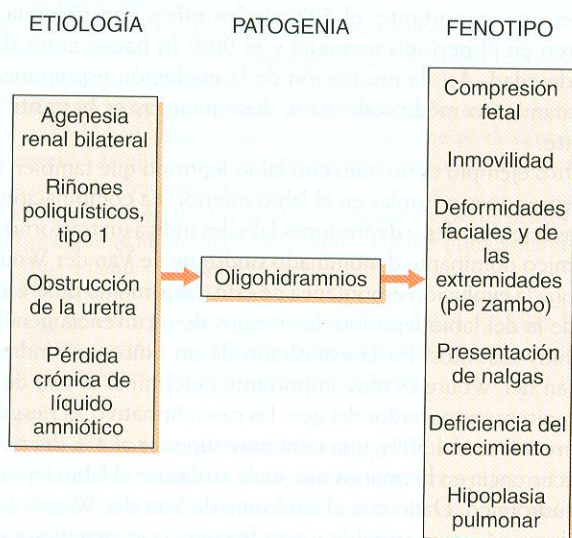 ETIOLOGÍA
PATOGENIA
FENOTIPO
Agenesia
renal bilateral
Riñones
poliquísticos,
tipo 1
Obstrucción
de la uretra
Pérdida
crónica de
líquido
amniótico
Oligohidramnios
Compresión
fetal
Inmovilidad
Deformidades
faciales y de
las
extremidades
(p. zambo)
Presentación
de nalgas
Deficiencia del
crecimiento
Hipoplasia
pulmonar